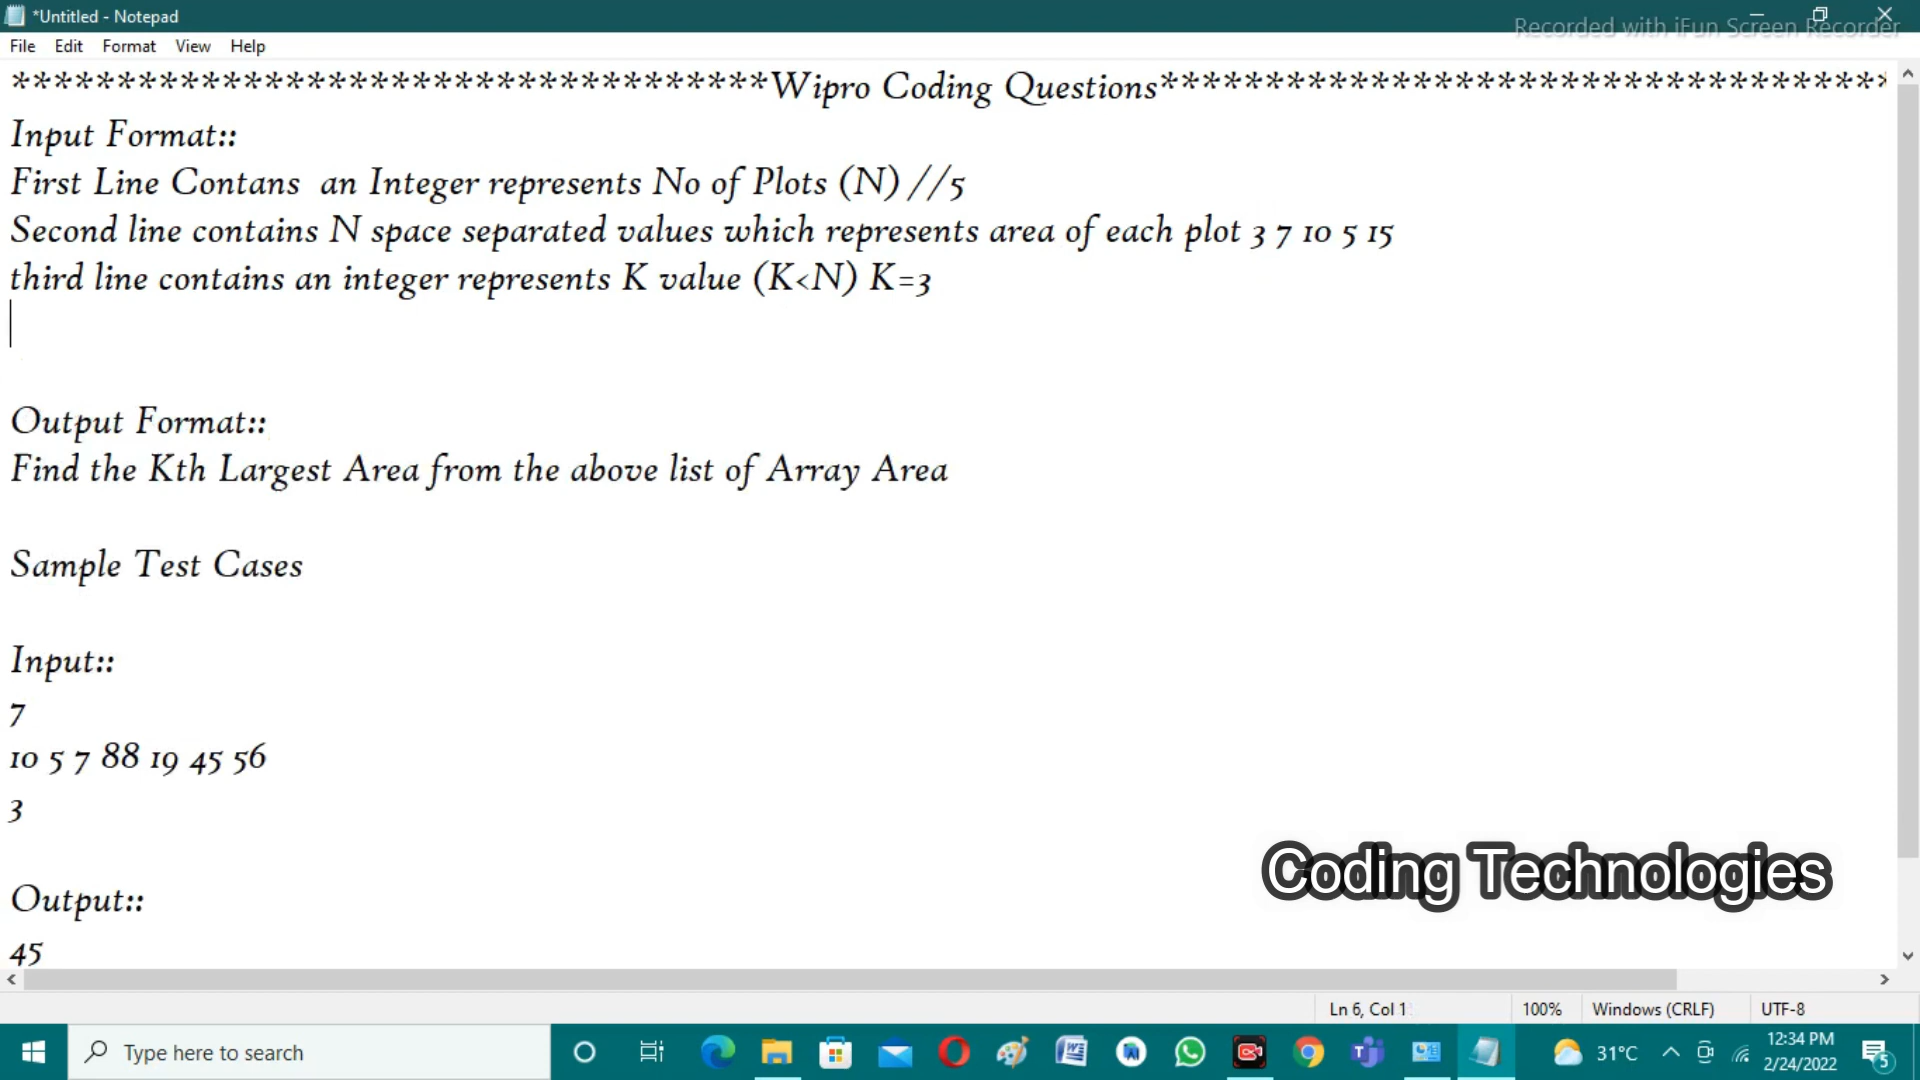 *Untitled - Notepad
Recorded with iFun Screen Recorder
File Edit Format View Help
************************************Wipro Coding Questions***********************************
Input Format::
First Line Contans  an Integer represents No of Plots (N) //5
Second line contains N space separated values which represents area of each plot 3 7 10 5 15
third line contains an integer represents K value (K<N) K=3
Output Format::
Find the Kth Largest Area from the above list of Array Area
Sample Test Cases
Input::
7
10 5 7 88 19 45 56
3
Coding Technologies
Output::
45
Ln 6, Col 1 100% Windows (CRLF) UTF-8
Type here to search
31°C
12:34 PM
2/24/2022
5